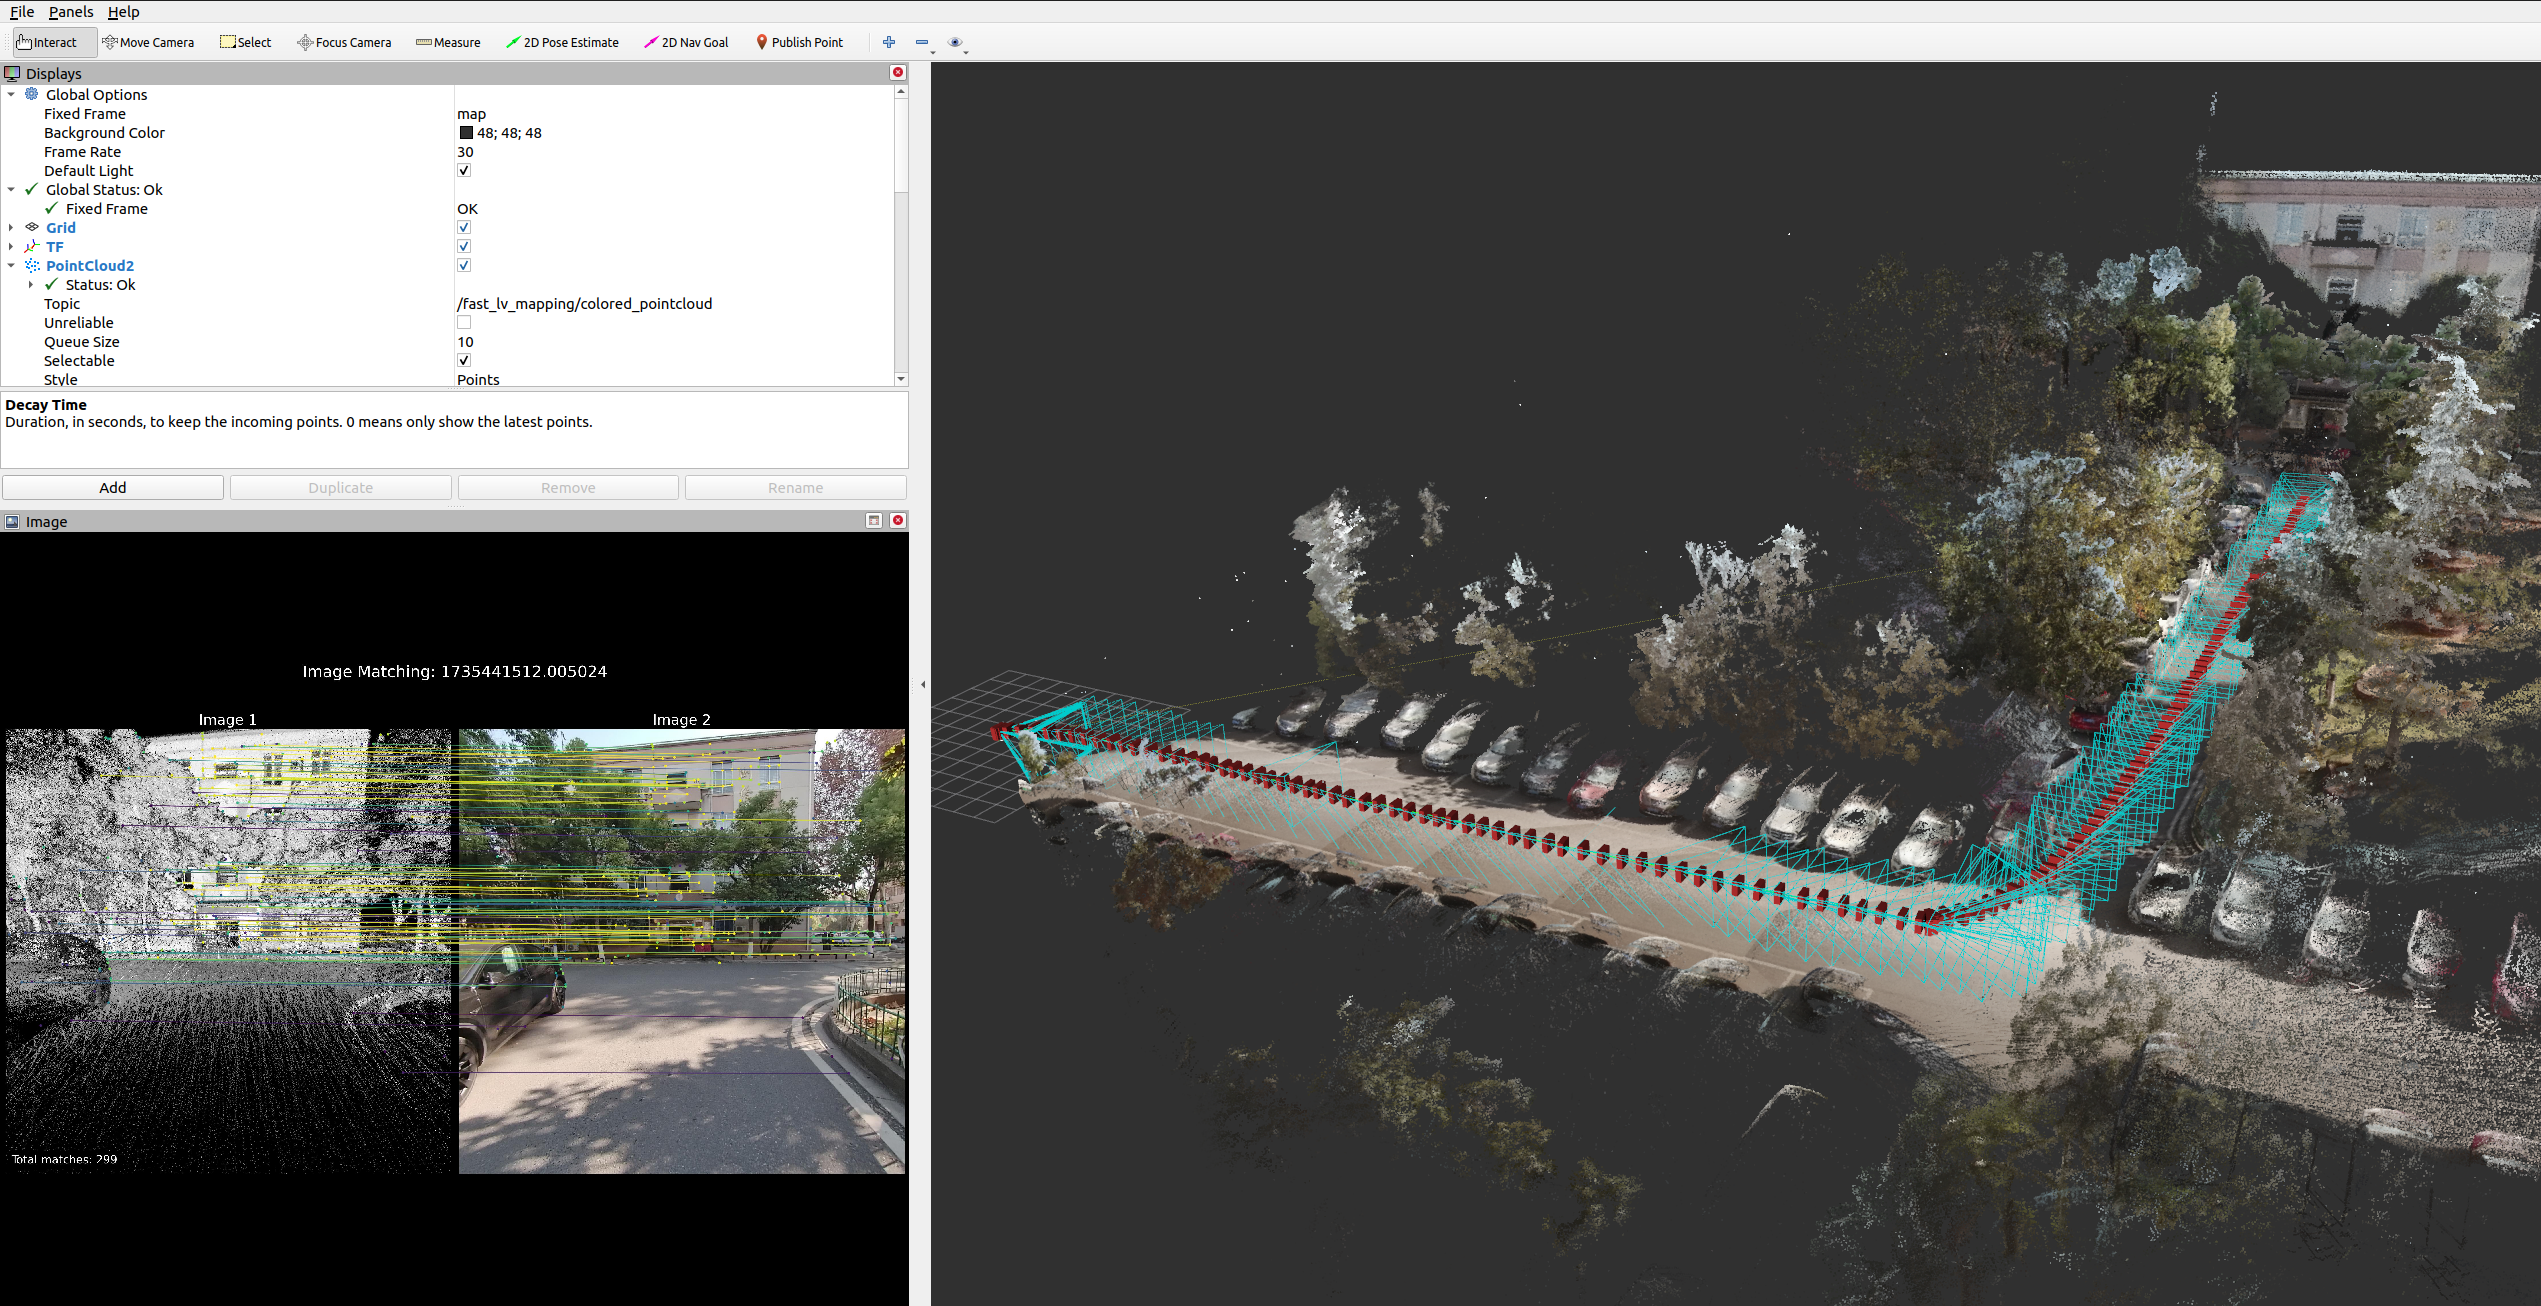 File Panels Help
Interact Move Camera Select Focus Camera Measure 2D Pose Estimate 2D Nav Goal Publish Point
Displays
Global Options
Fixed Frame map
Background Color 48; 48; 48
Frame Rate 30
Default Light
Global Status: Ok
Fixed Frame OK
Grid
TF
PointCloud2
Status: Ok
Topic /fast_lv_mapping/colored_pointcloud
Unreliable
Queue Size 10
Selectable
Style Points
Decay Time
Duration, in seconds, to keep the incoming points. 0 means only show the latest points.
Add Duplicate Remove Rename
Image
Image Matching: 1735441512.005024
Image 1 Image 2
Total matches: 299